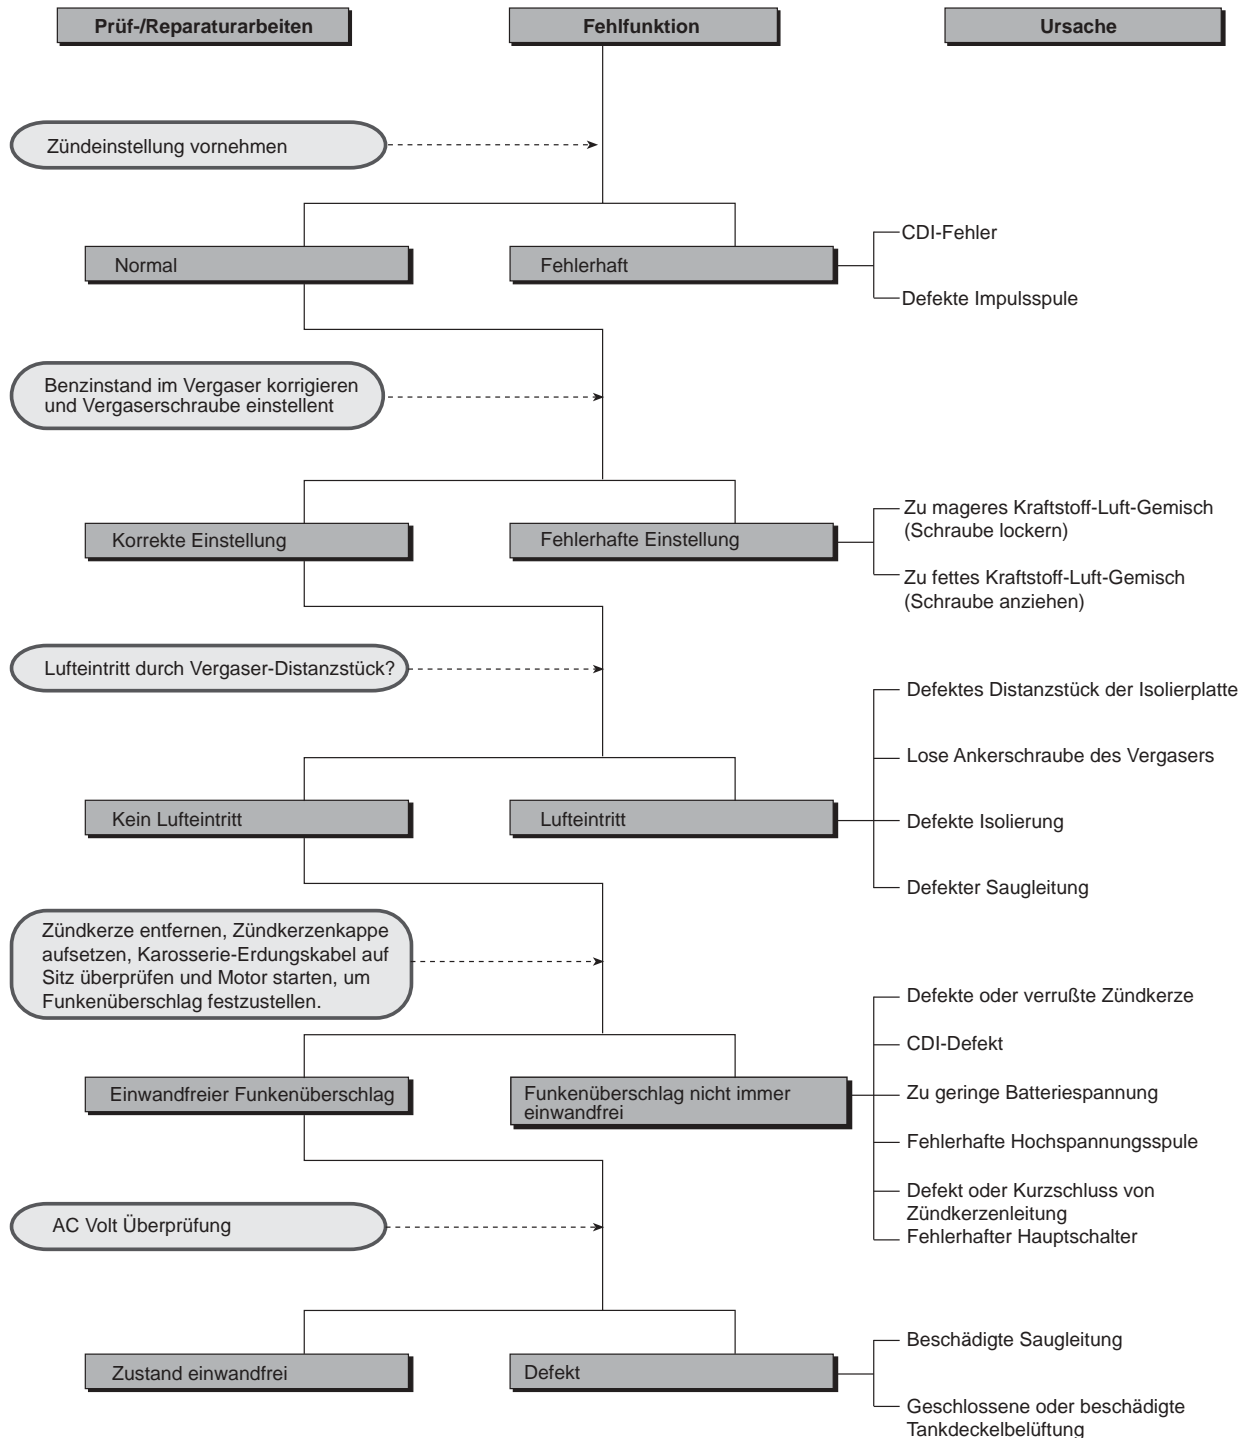 Prüf-/Reparaturarbeiten
Fehlfunktion
Ursache
Zündeinstellung vornehmen
Normal
Fehlerhaft
CDI-Fehler
Defekte Impulsspule
Benzinstand im Vergaser korrigieren
und Vergaserschraube einstellent
Korrekte Einstellung
Fehlerhafte Einstellung
Zu mageres Kraftstoff-Luft-Gemisch
(Schraube lockern)
Zu fettes Kraftstoff-Luft-Gemisch
(Schraube anziehen)
Lufteintritt durch Vergaser-Distanzstück?
Kein Lufteintritt
Lufteintritt
Defektes Distanzstück der Isolierplatte
Lose Ankerschraube des Vergasers
Defekte Isolierung
Defekter Saugleitung
Zündkerze entfernen, Zündkerzenkappe
aufsetzen, Karosserie-Erdungskabel auf
Sitz überprüfen und Motor starten, um
Funkenüberschlag festzustellen.
Einwandfreier Funkenüberschlag
Funkenüberschlag nicht immer
einwandfrei
Defekte oder verrußte Zündkerze
CDI-Defekt
Zu geringe Batteriespannung
Fehlerhafte Hochspannungsspule
Defekt oder Kurzschluss von
Zündkerzenleitung
Fehlerhafter Hauptschalter
AC Volt Überprüfung
Zustand einwandfrei
Defekt
Beschädigte Saugleitung
Geschlossene oder beschädigte
Tankdeckelbelüftung